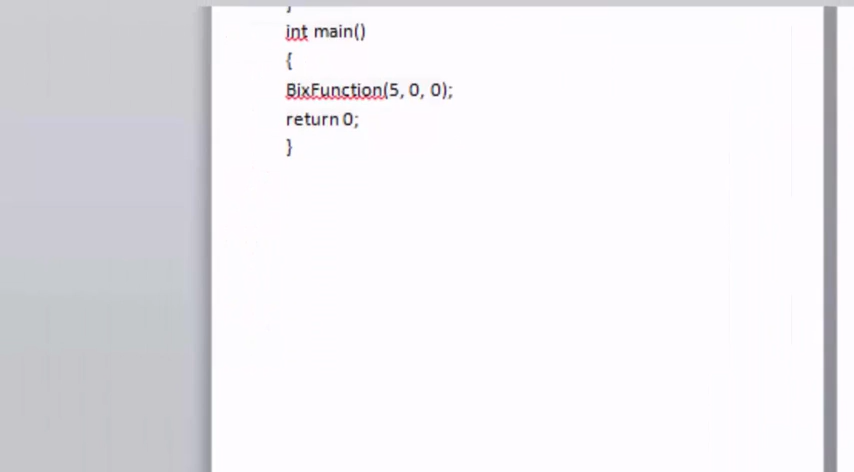 }
int main()
{
BixFunction(5, 0, 0);
return 0;
}